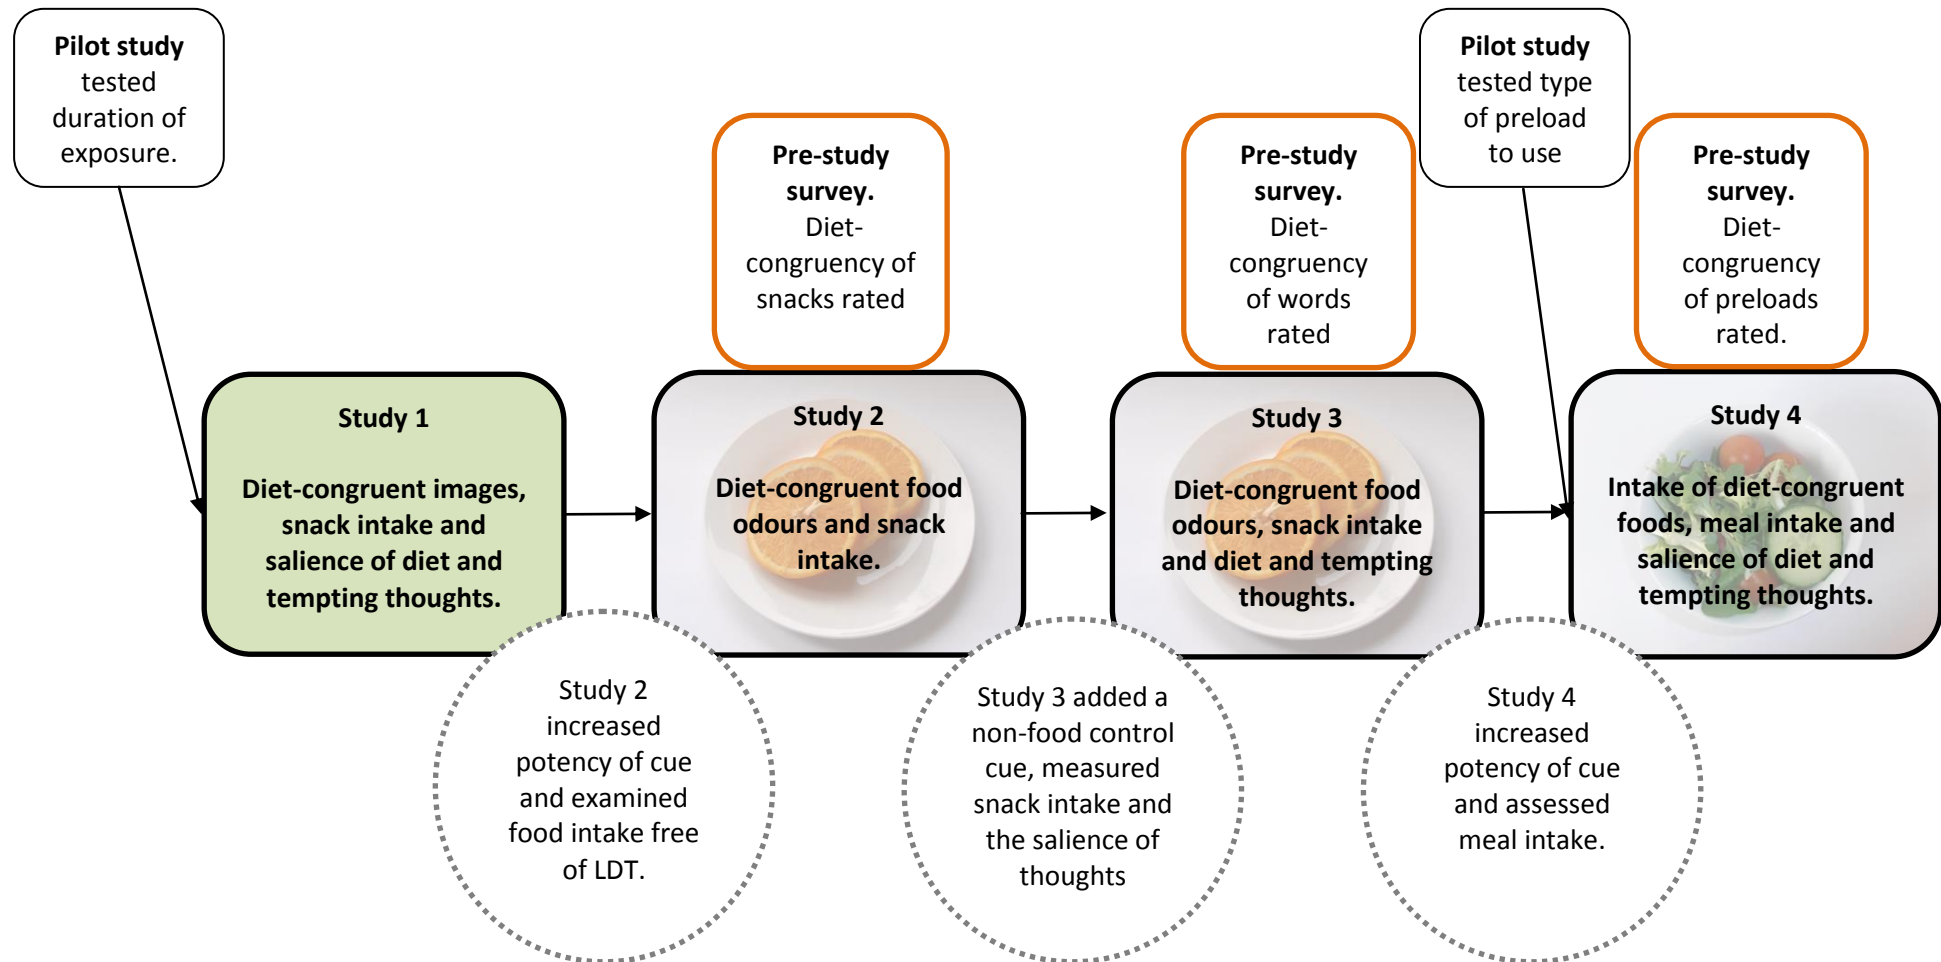 Pilot study
tested
duration of
exposure.
Pilot study
tested type
of preload
to use
Pre-study
survey.
Diet-
congruency of
snacks rated
Pre-study
survey.
Diet-
congruency
of words
rated
Pre-study
survey.
Diet-
congruency
of preloads
rated.
Study 1
Diet-congruent images,
snack intake and
salience of diet and
tempting thoughts.
Study 2
Diet-congruent food
odours and snack
intake.
Study 3
Diet-congruent food
odours, snack intake
and diet and tempting
thoughts.
Study 4
Intake of diet-congruent
foods, meal intake and
salience of diet and
tempting thoughts.
Study 2
increased
potency of cue
and examined
food intake free
of LDT.
Study 3 added a
non-food control
cue, measured
snack intake and
the salience of
thoughts
Study 4
increased
potency of cue
and assessed
meal intake.